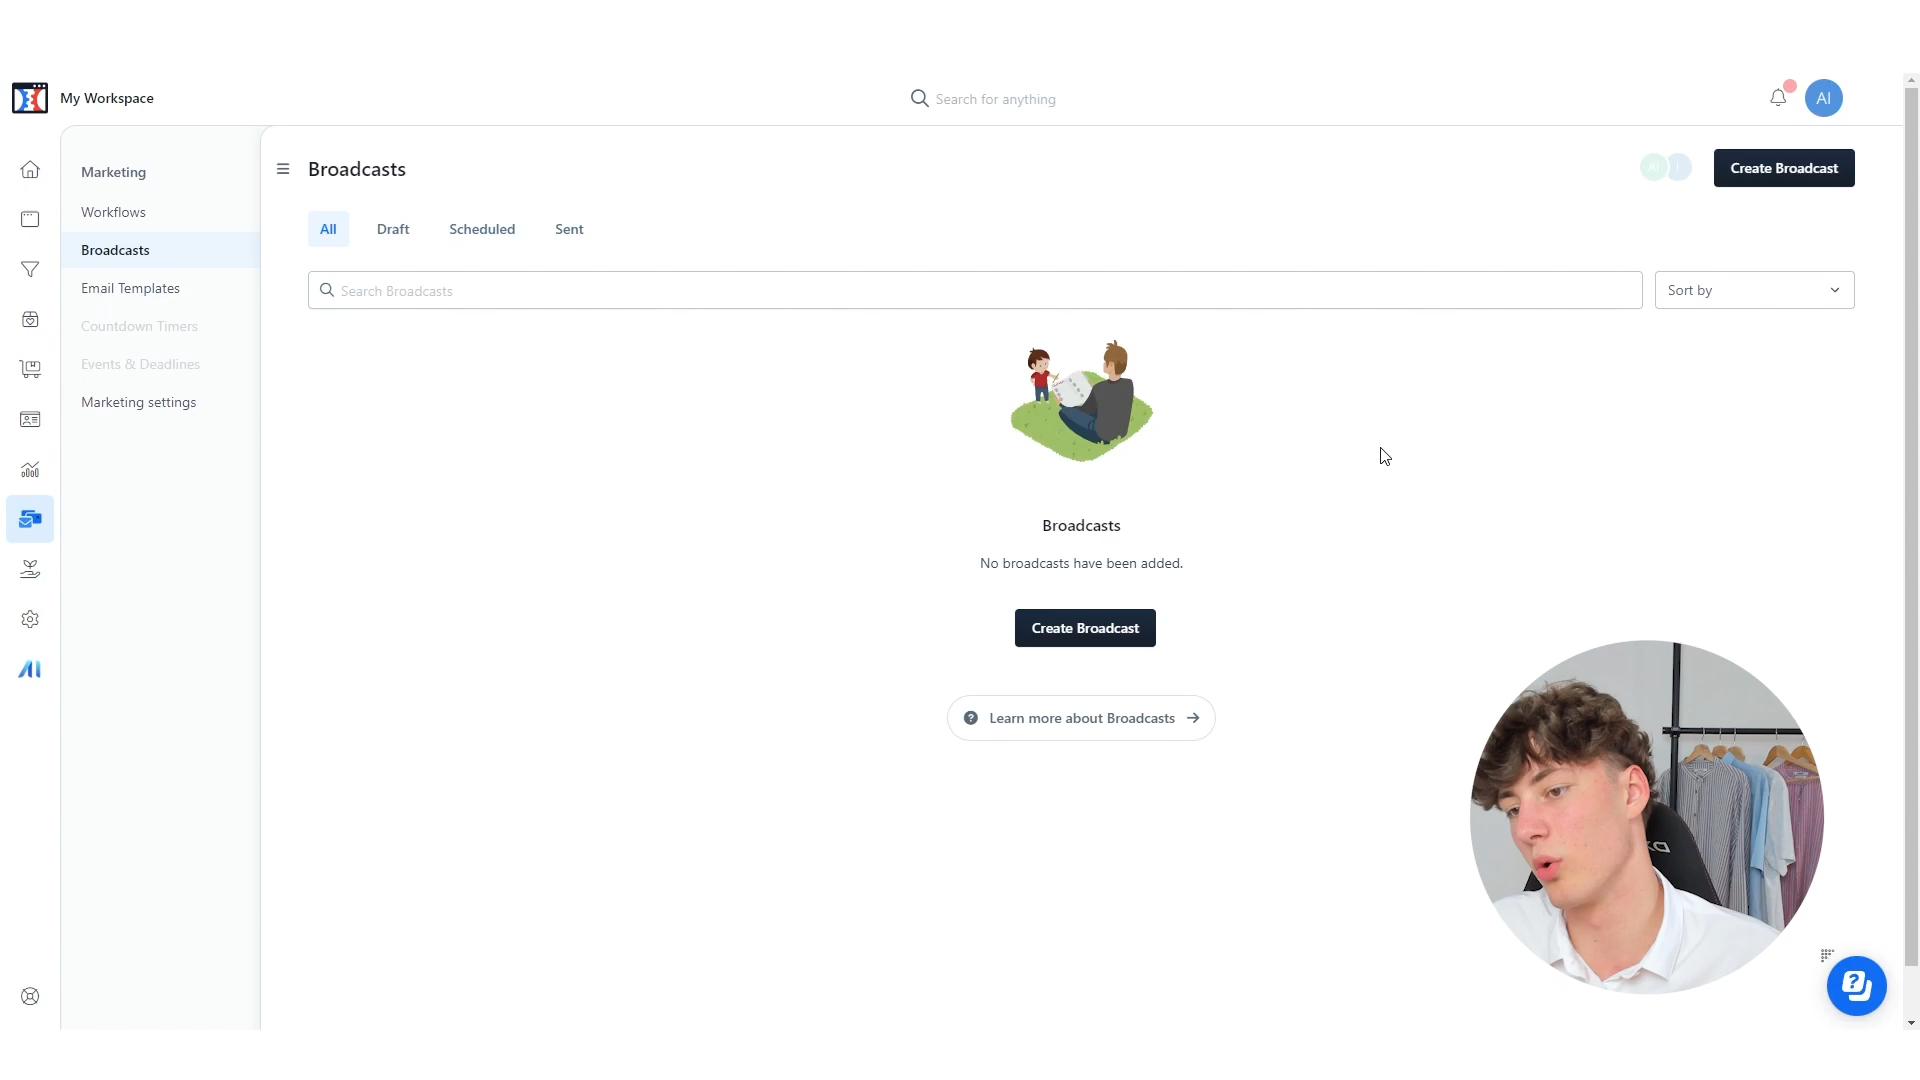 My Workspace
Search for anything
AI
Marketing
Workflows
Broadcasts
Email Templates
Countdown Timers
Events & Deadlines
Marketing settings
Broadcasts
Create Broadcast
All
Draft
Scheduled
Sent
Search Broadcasts
Sort by
Broadcasts
No broadcasts have been added.
Create Broadcast
? Learn more about Broadcasts →
AI
?